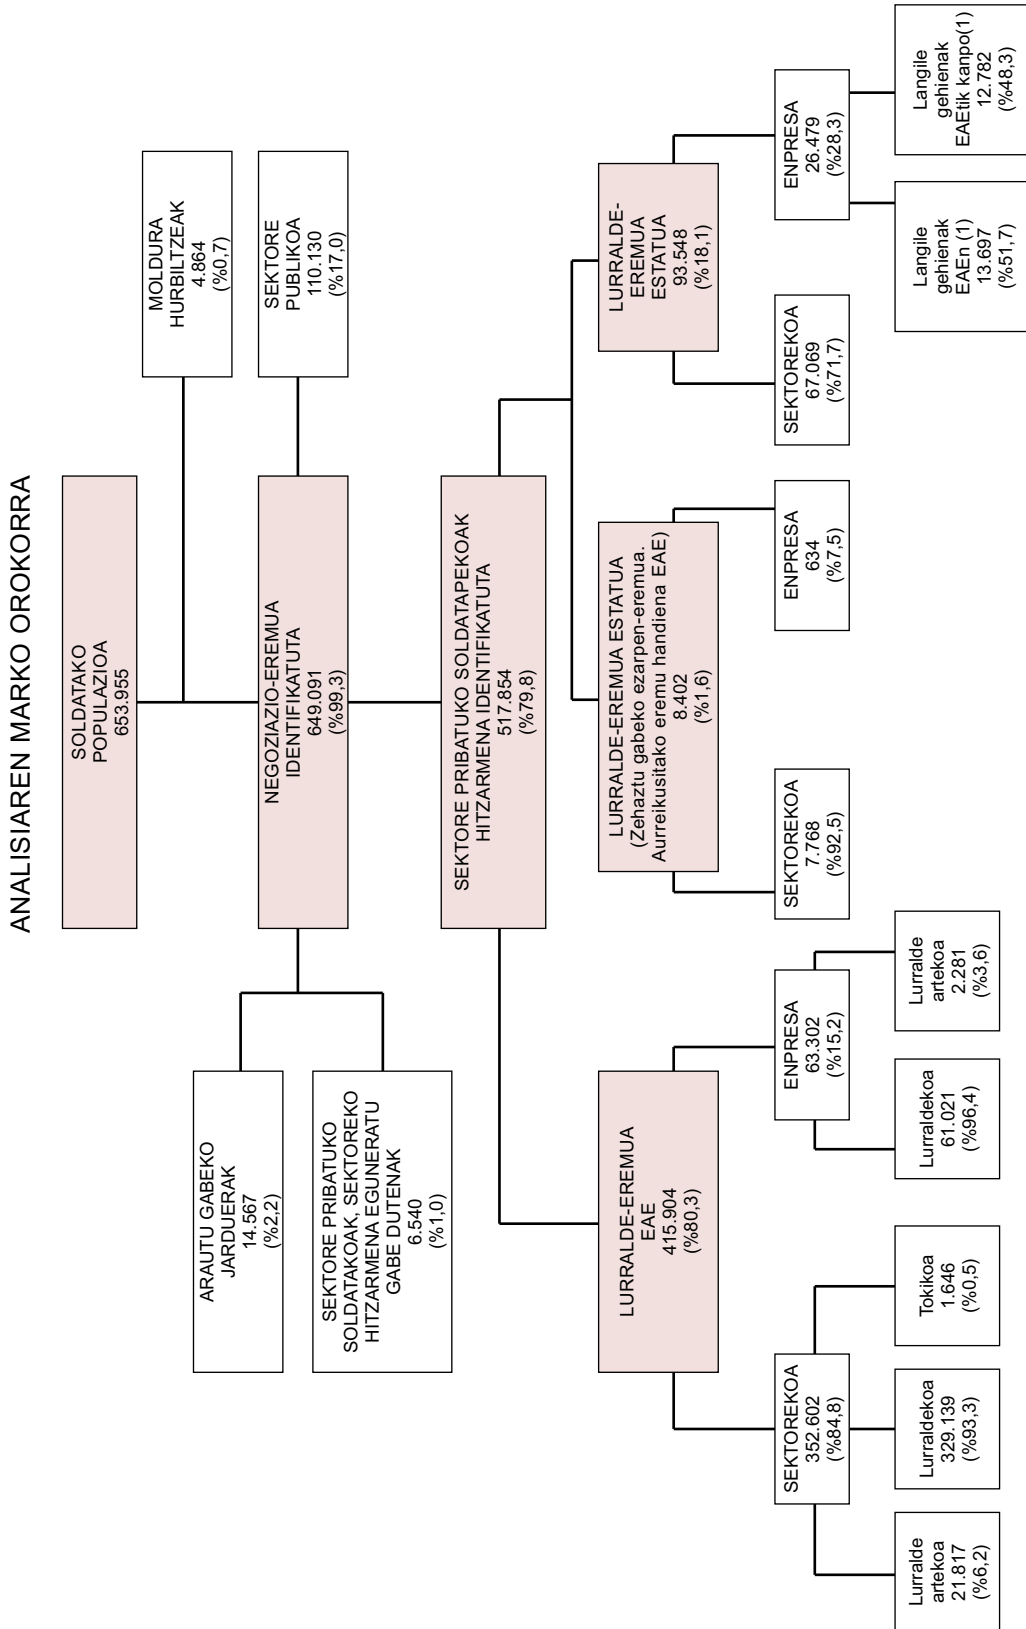 ANALISIAREN MARKO OROKORRA
SOLDATAKO
POPULAZIOA
653.955
MOLDURA
HURBILTZEAK
4.864
(%0,7)
ARAUTU GABEKO
JARDUERAK
14.567
(%2,2)
SEKTORE PRIBATUKO
SOLDATAKOAK, SEKTOREKO
HITZARMENA EGUNERATU
GABE DUTENAK
6.540
(%1,0)
NEGOZIAZIO-EREMUA
IDENTIFIKATUTA
649.091
(%99,3)
SEKTORE
PUBLIKOA
110.130
(%17,0)
SEKTORE PRIBATUKO SOLDATAPEKOAK
HITZARMENA IDENTIFIKATUTA
517.854
(%79,8)
LURRALDE-EREMUA
EAE
415.904
(%80,3)
LURRALDE-EREMUA ESTATUA
(Zehaztu gabeko ezarpen-eremua.
Aurreikusitako eremu handiena EAE)
8.402
(%1,6)
LURRALDE-
EREMUA
ESTATUA
93.548
(%18,1)
SEKTOREKOA
352.602
(%84,8)
ENPRESA
63.302
(%15,2)
SEKTOREKOA
7.768
(%92,5)
ENPRESA
634
(%7,5)
SEKTOREKOA
67.069
(%71,7)
ENPRESA
26.479
(%28,3)
Lurralde
artekoa
21.817
(%6,2)
Lurraldekoa
329.139
(%93,3)
Tokikoa
1.646
(%0,5)
Lurraldekoa
61.021
(%96,4)
Lurralde
artekoa
2.281
(%3,6)
Langile
gehienak
EAEn (1)
13.697
(%51,7)
Langile
gehienak
EAEtik kanpo(1)
12.782
(%48,3)